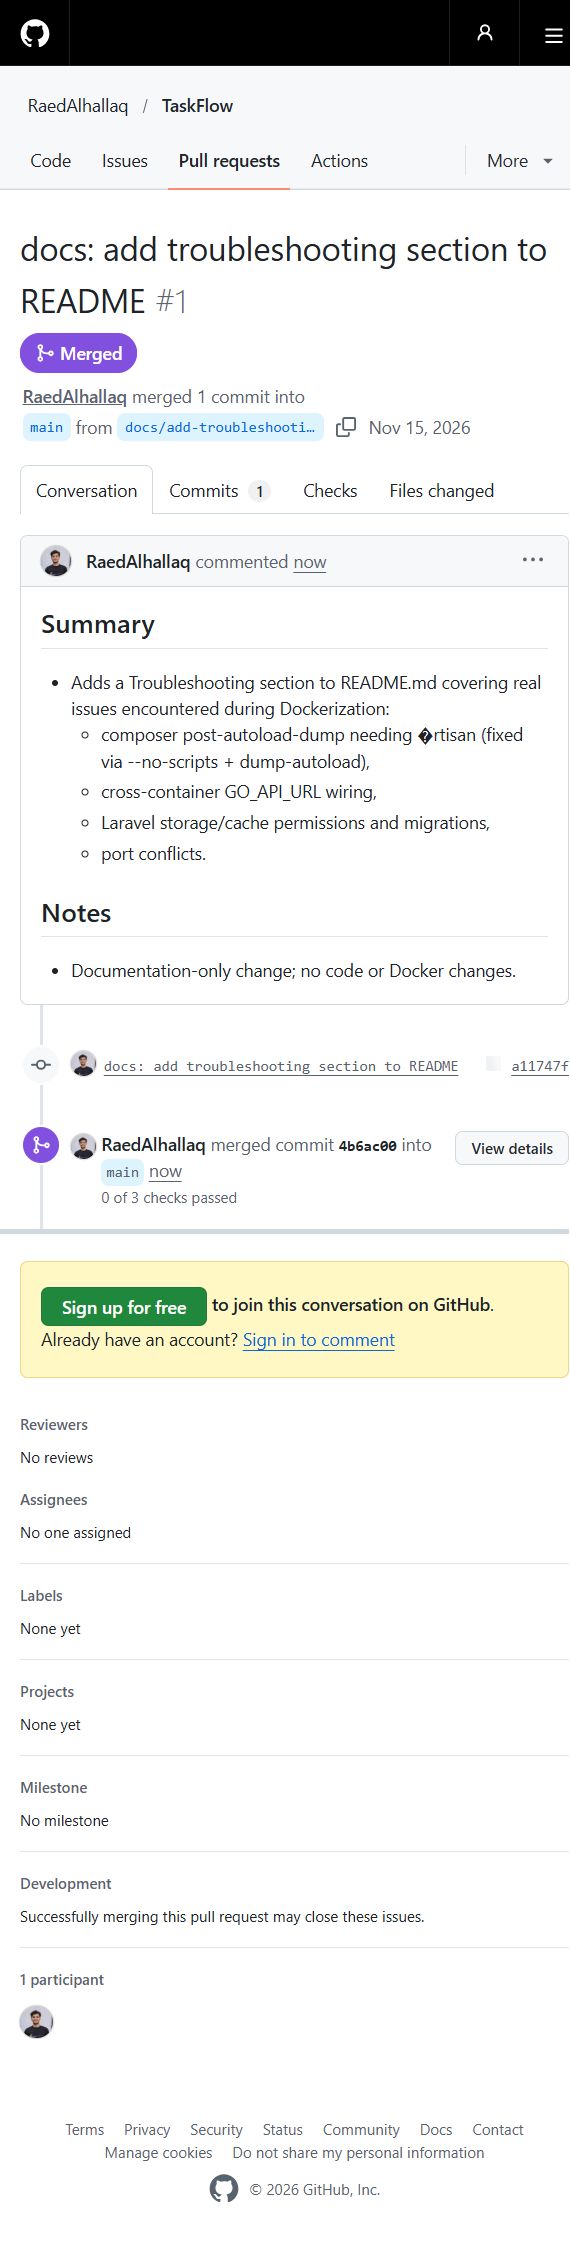 RaedAlhallaq / TaskFlow
Code Issues Pull requests Actions More
docs: add troubleshooting section to
README #1
Merged
RaedAlhallaq merged 1 commit into
main from docs/add-troubleshooti… Nov 15, 2026
Conversation Commits 1 Checks Files changed
RaedAlhallaq commented now
Summary
Adds a Troubleshooting section to README.md covering real
issues encountered during Dockerization:
composer post-autoload-dump needing �rtisan (fixed
via --no-scripts + dump-autoload),
cross-container GO_API_URL wiring,
Laravel storage/cache permissions and migrations,
port conflicts.
Notes
Documentation-only change; no code or Docker changes.
docs: add troubleshooting section to README a11747f
RaedAlhallaq merged commit 4b6ac00 into View details
main now
0 of 3 checks passed
Sign up for free to join this conversation on GitHub.
Already have an account? Sign in to comment
Reviewers
No reviews
Assignees
No one assigned
Labels
None yet
Projects
None yet
Milestone
No milestone
Development
Successfully merging this pull request may close these issues.
1 participant
Terms Privacy Security Status Community Docs Contact
Manage cookies Do not share my personal information
© 2026 GitHub, Inc.